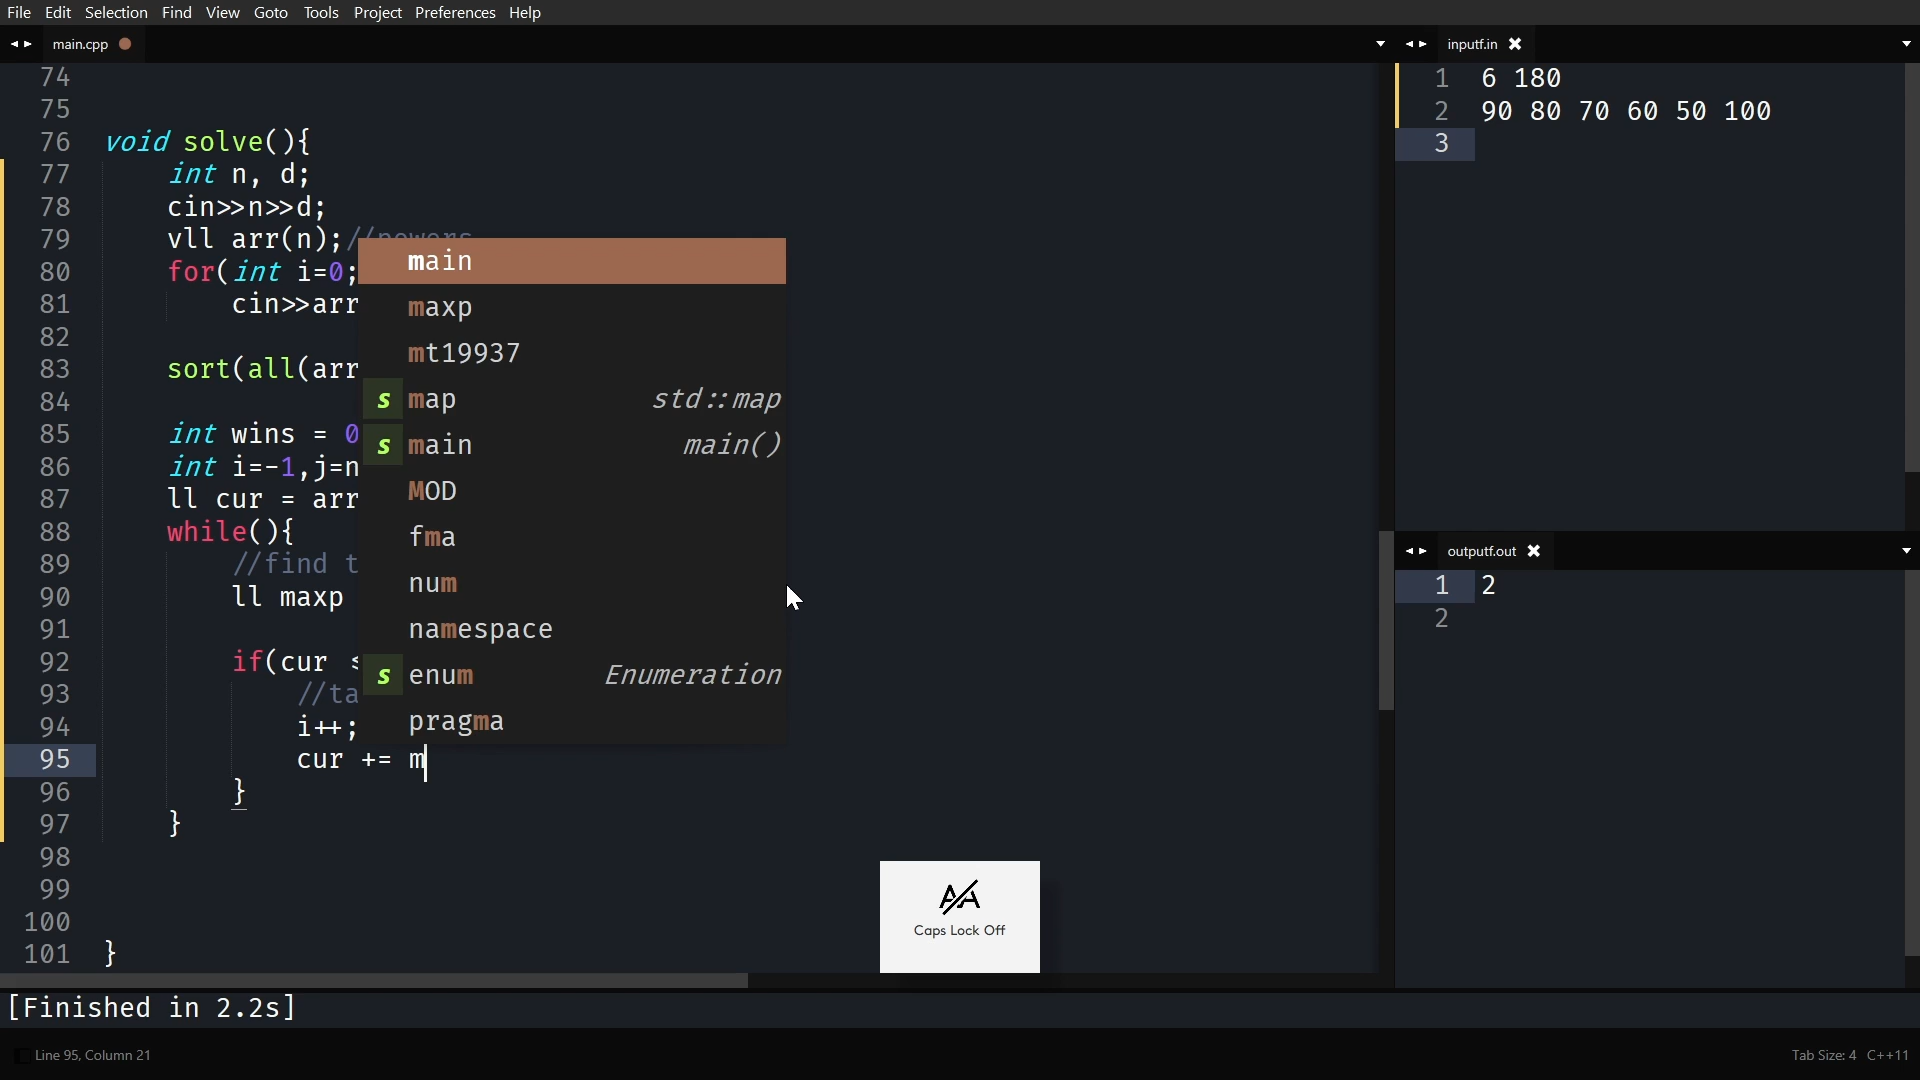 File Edit Selection Find View Goto Tools Project Preferences Help
main.cpp
74
75
76 void solve(){
77 int n, d;
78 cin>>n>>d;
79 vll arr(n);//powers
80 for(int i=0;
81 cin>>arr
82
83 sort(all(arr
84
85 int wins = 0
86 int i=-1,j=n
87 ll cur = arr
88 while(){
89 //find t
90 ll maxp
91
92 if(cur
93 //ta
94 i++;
95 cur += m
96 }
97 }
98
99
100
101 }
main
maxp
mt19937
s map std::map
s main main()
MOD
fma
num
namespace
s enum Enumeration
pragma
inputf.in
1 6 180
2 90 80 70 60 50 100
3
outputf.out
1 2
2
AA
Caps Lock Off
[Finished in 2.2s]
Line 95, Column 21
Tab Size: 4 C++11